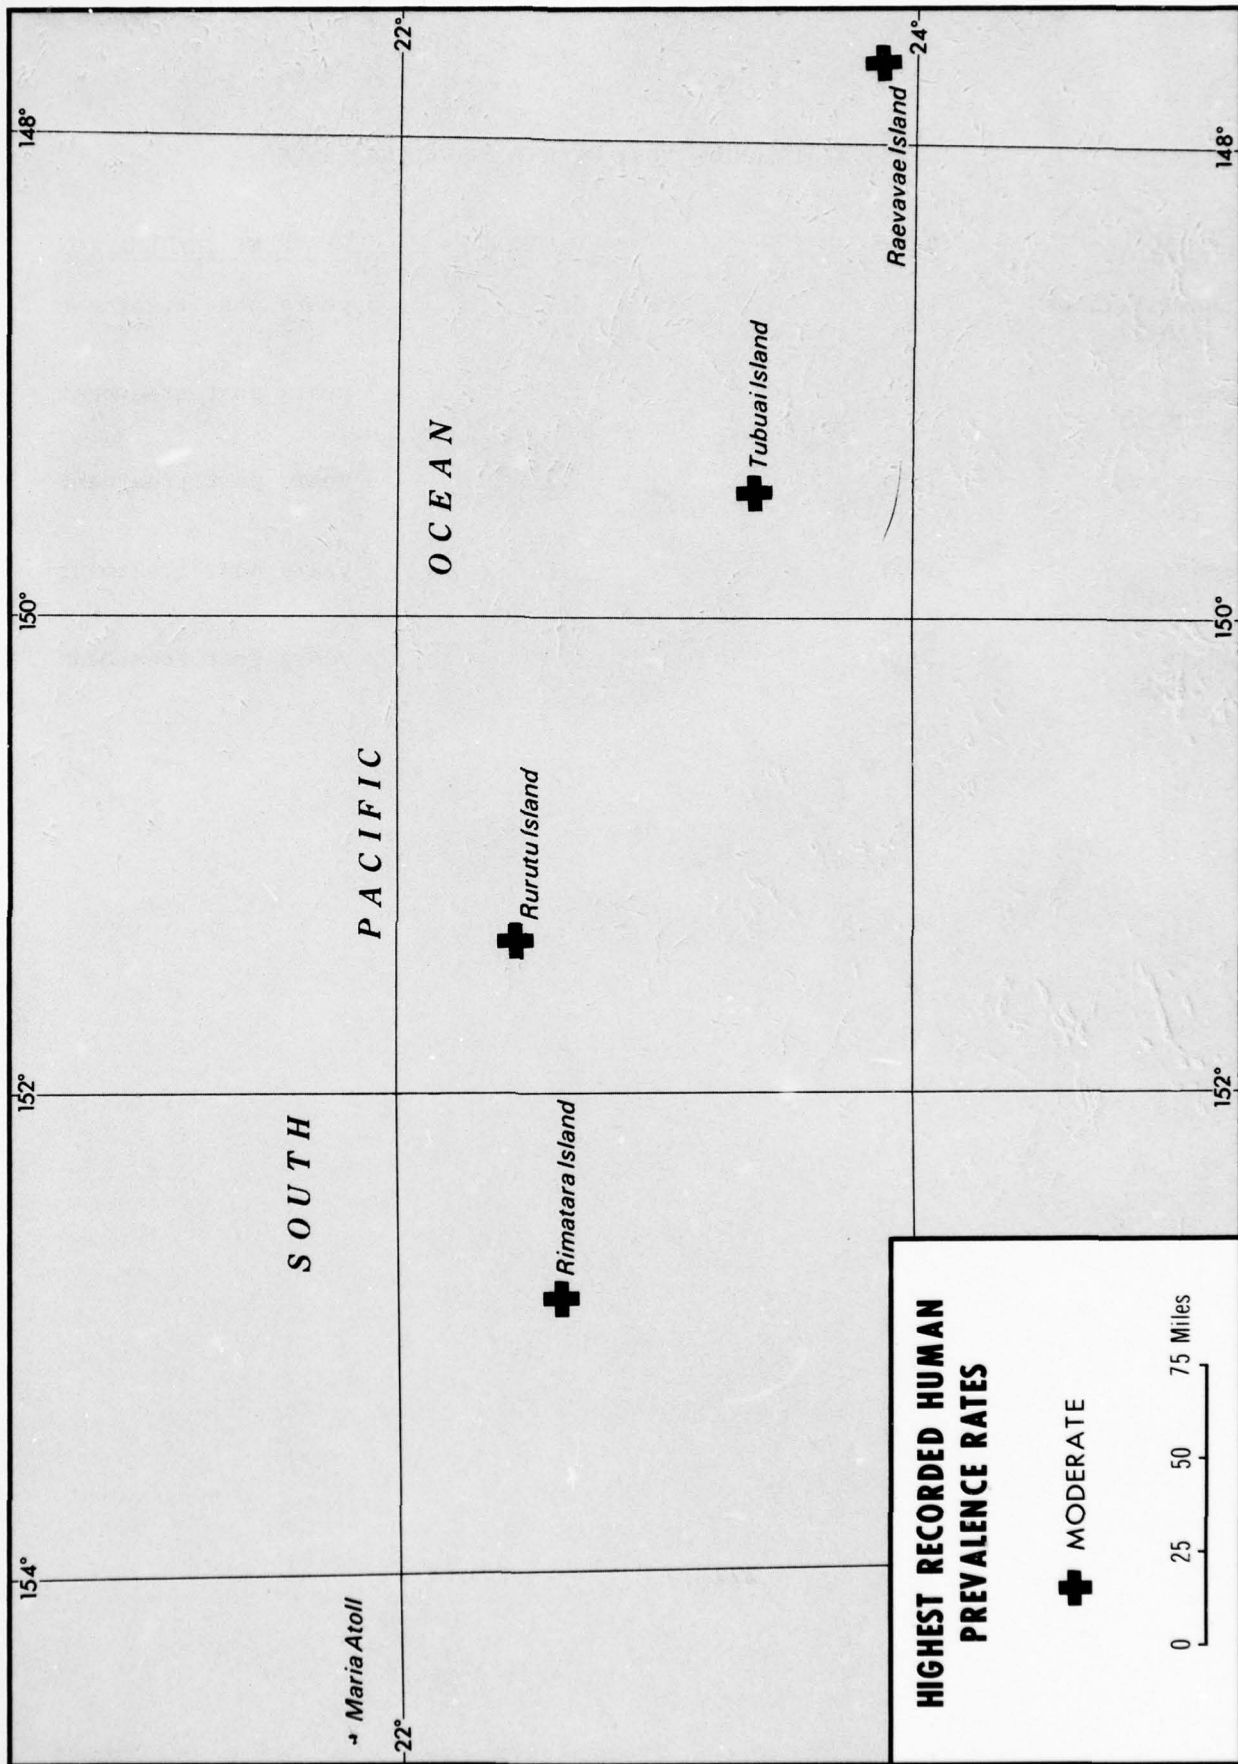 154°
152°
150°
148°
Maria Atoll
22°
22°
SOUTH
PACIFIC
OCEAN
Rimatara Island
Rurutu Island
Tubuai Island
Raevavae Island
24°
152°
150°
148°
HIGHEST RECORDED HUMAN
PREVALENCE RATES
MODERATE
0 25 50 75 Miles